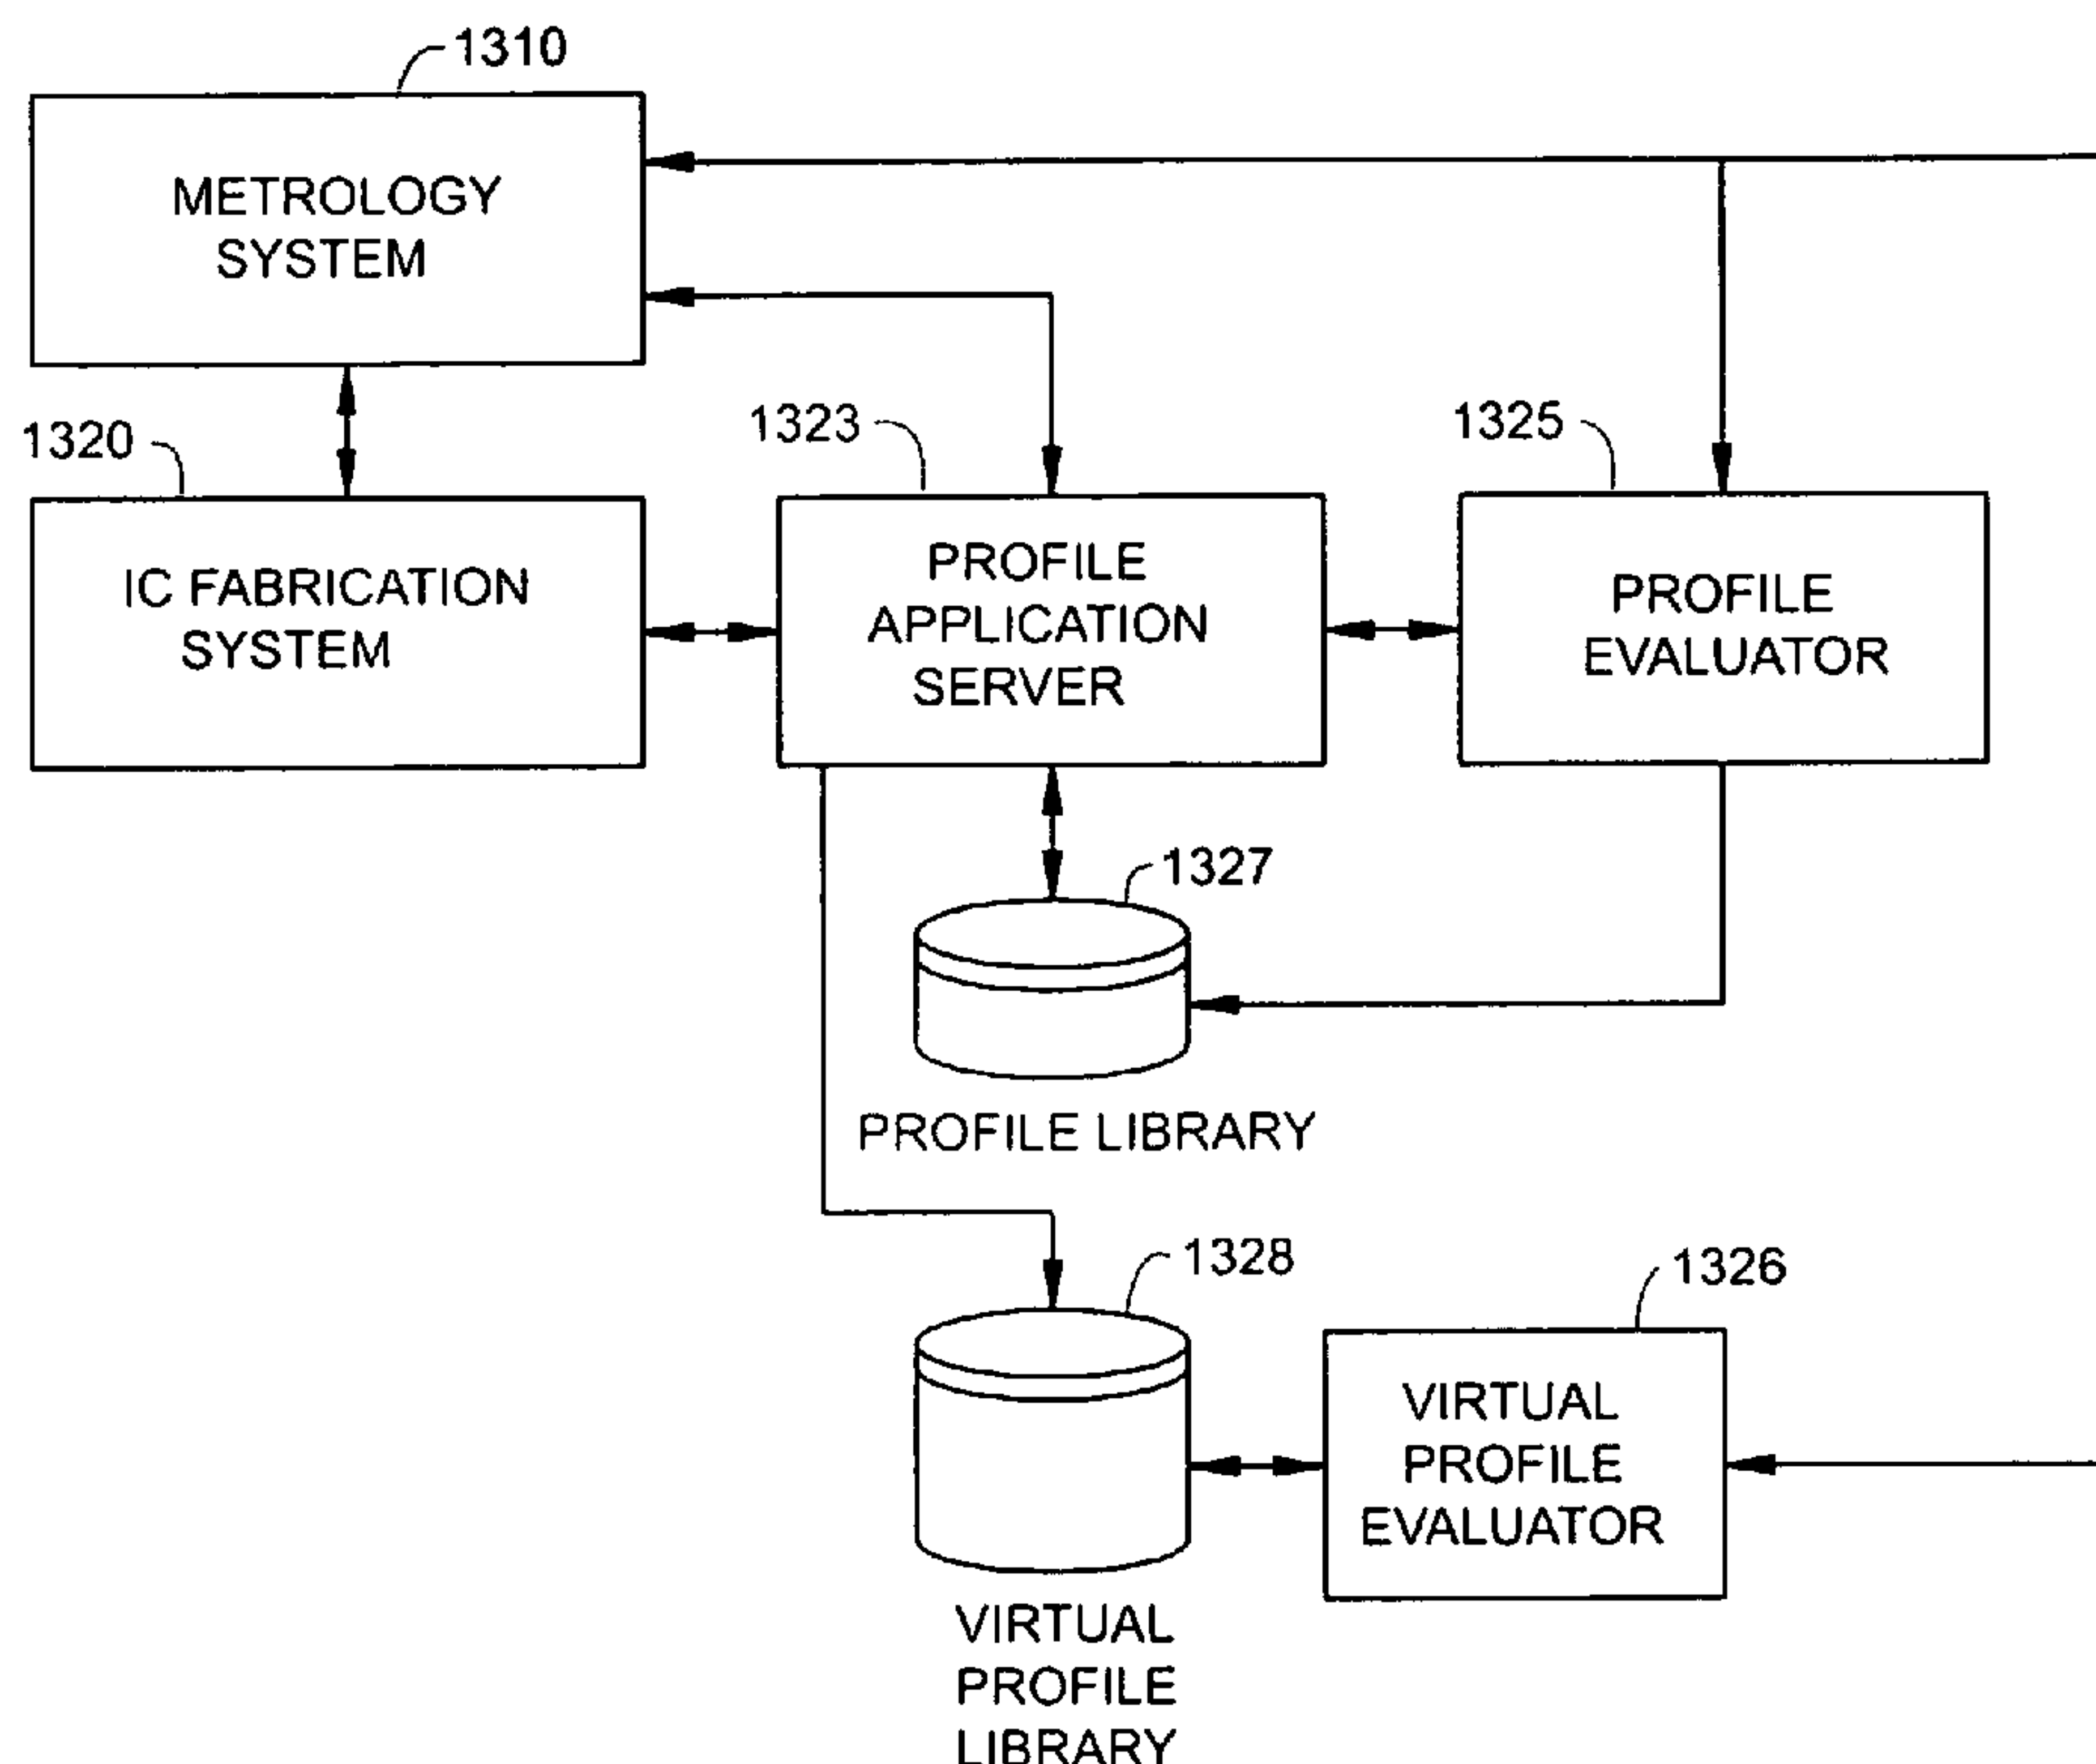 1310
METROLOGY
SYSTEM
1320
IC FABRICATION
SYSTEM
1323
PROFILE
APPLICATION
SERVER
1325
PROFILE
EVALUATOR
1327
PROFILE LIBRARY
1328
VIRTUAL
PROFILE
LIBRARY
1326
VIRTUAL
PROFILE
EVALUATOR